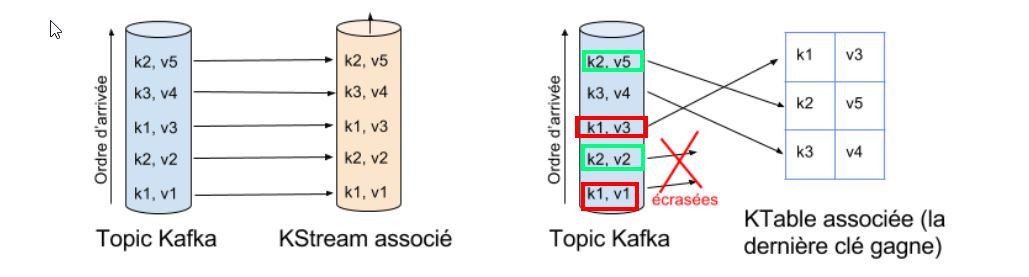 Ordre d'arrivée
k2, v5
k3, v4
k1, v3
k2, v2
k1, v1
k2, v5
k3, v4
k1, v3
k2, v2
k1, v1
Topic Kafka
KStream associé
Ordre d'arrivée
k2, v5
k3, v4
k1, v3
k2, v2
k1, v1
écrasées
k1 v3
k2 v5
k3 v4
Topic Kafka
KTable associée (la
dernière clé gagne)